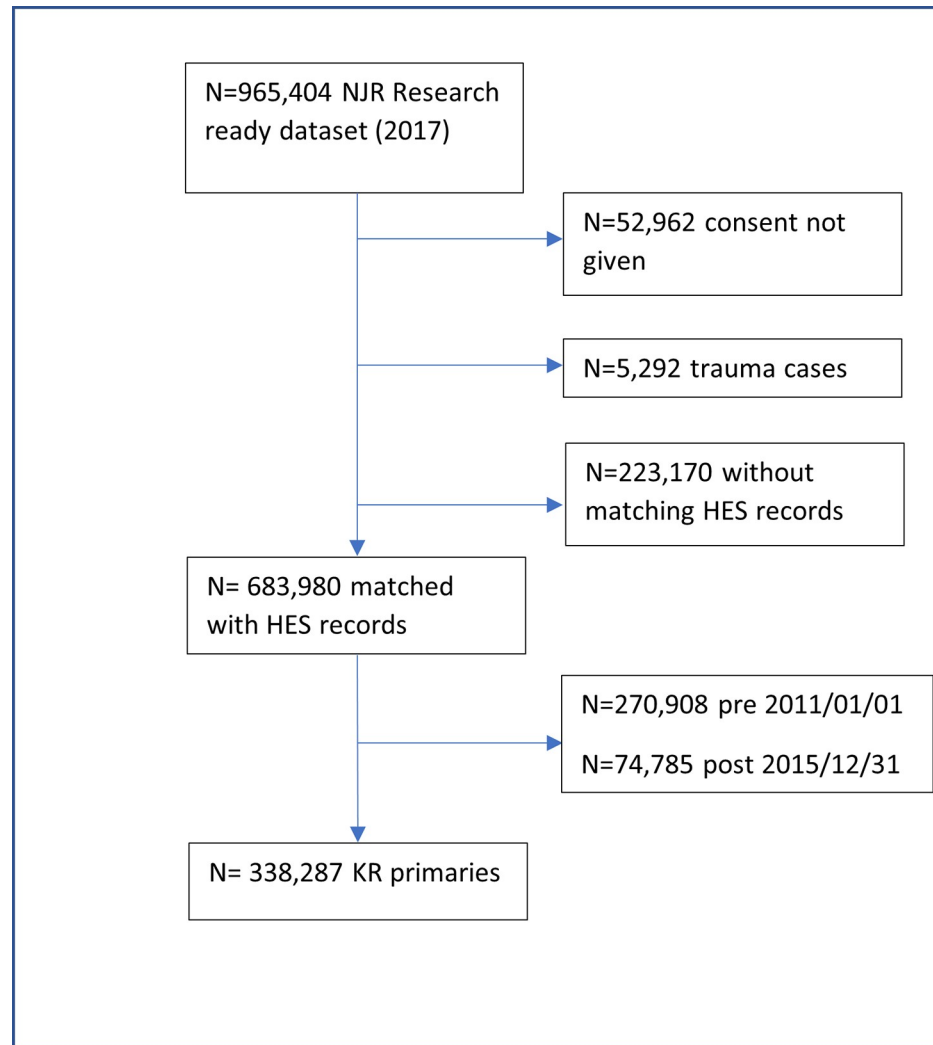 N=965,404 NJR Research
ready dataset (2017)
N=52,962 consent not
given
N=5,292 trauma cases
N=223,170 without
matching HES records
N= 683,980 matched
with HES records
N=270,908 pre 2011/01/01
N=74,785 post 2015/12/31
N= 338,287 KR primaries